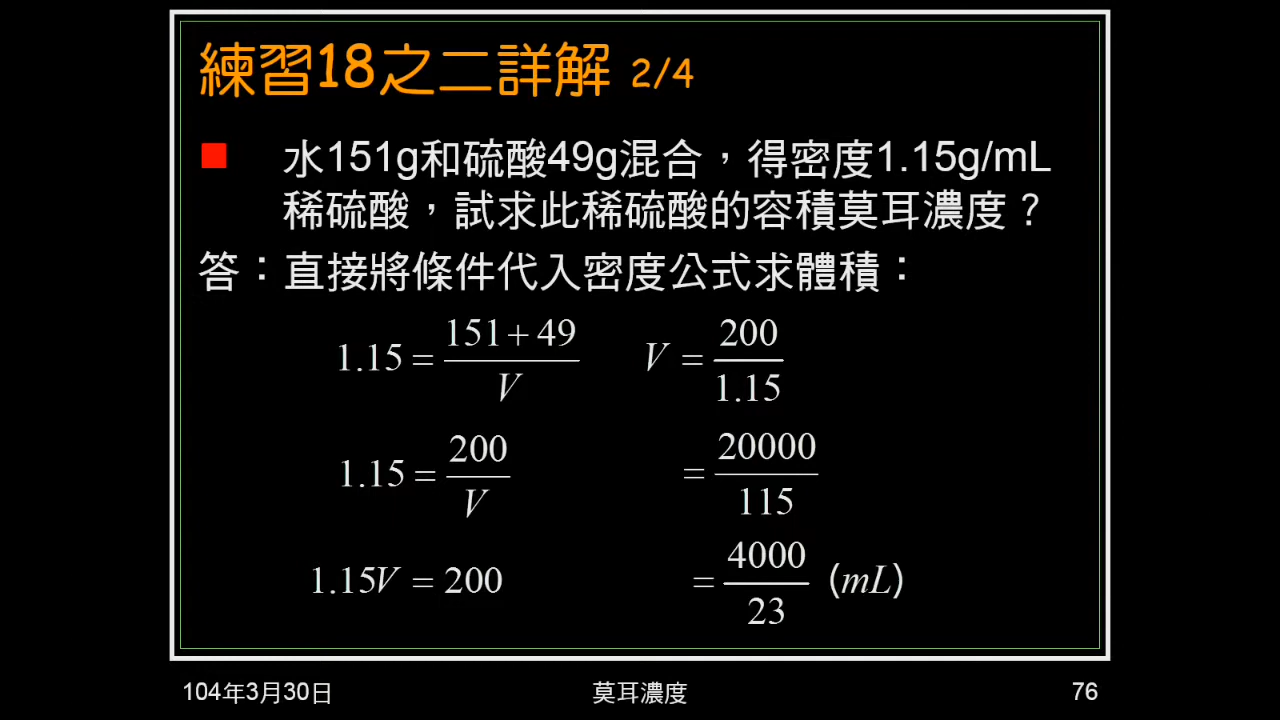 練習18之二詳解 2/4
水151g和硫酸49g混合，得密度1.15g/mL
稀硫酸，試求此稀硫酸的容積莫耳濃度？
答：直接將條件代入密度公式求體積：
1.15 = (151+49)/V  V = 200/1.15
1.15 = 200/V  = 20000/115
1.15V = 200  = 4000/23 (mL)
104年3月30日 莫耳濃度 76